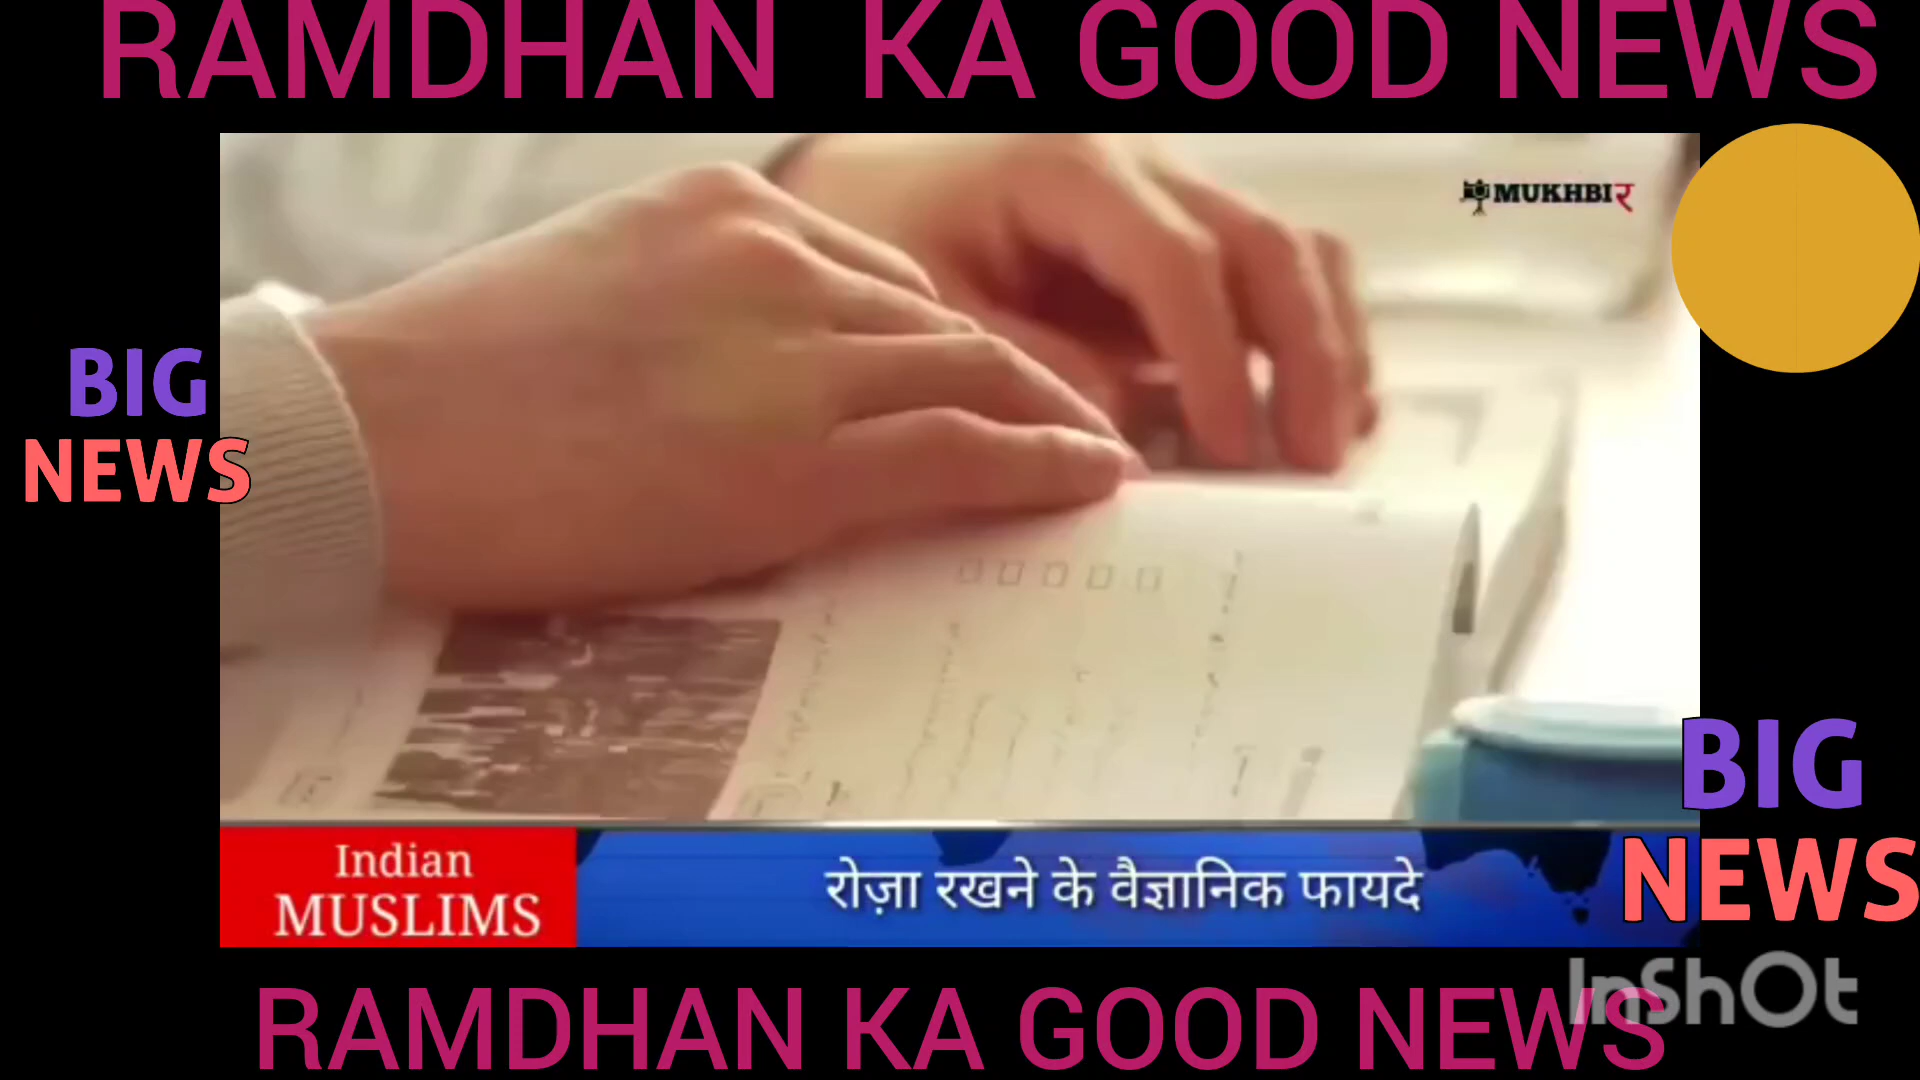 RAMDHAN KA GOOD NEWS
MUKHBIर
BIG
NEWS
BIG
NEWS
Indian
MUSLIMS
रोज़ा रखने के वैज्ञानिक फायदे
InShOt
RAMDHAN KA GOOD NEWS